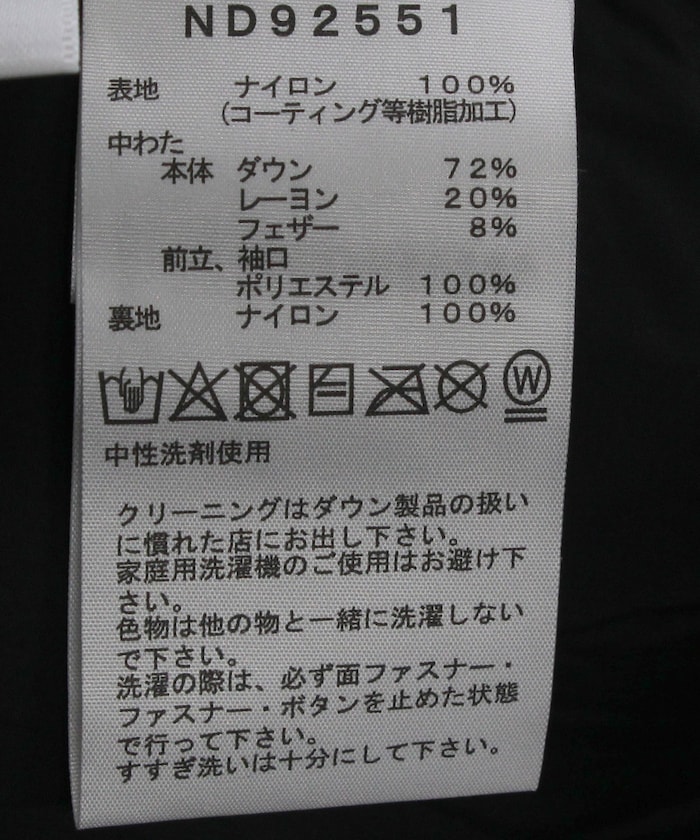 ND92551
表地 ナイロン 100%
(コーティング等樹脂加工)
中わた
本体 ダウン 72%
レーヨン 20%
フェザー 8%
前立、袖口
ポリエステル 100%
裏地 ナイロン 100%
W
中性洗剤使用
クリーニングはダウン製品の扱い
に慣れた店にお出し下さい。
家庭用洗濯機のご使用はお避け下
さい。
色物は他の物と一緒に洗濯しない
で下さい。
洗濯の際は、必ず面ファスナー・
ファスナー・ボタンを止めた状態
で行って下さい。
すすぎ洗いは十分にして下さい。